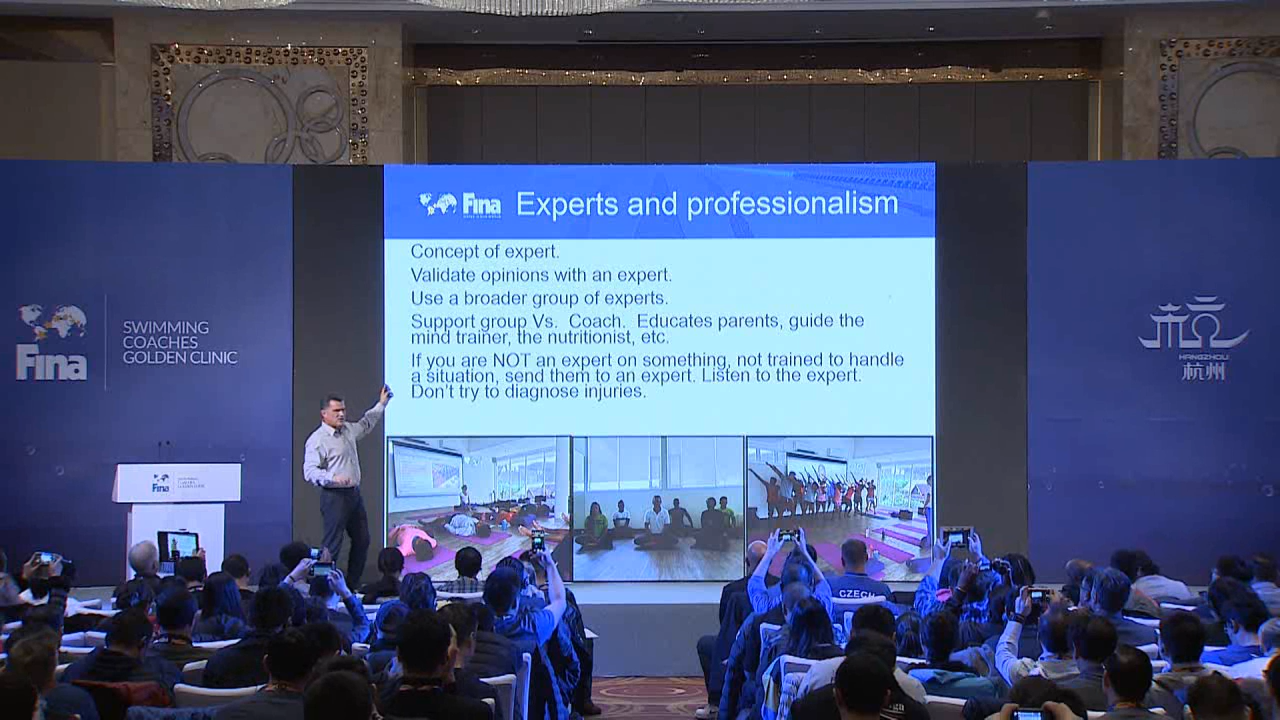 Fina Experts and professionalism
Concept of expert.
Validate opinions with an expert.
Use a broader group of experts.
Support group Vs.  Coach.  Educates parents, guide the
mind trainer, the nutritionist, etc.
If you are NOT an expert on something, not trained to handle
a situation, send them to an expert. Listen to the expert.
Don't try to diagnose injuries.
Fina
SWIMMING
COACHES
GOLDEN CLINIC
HANGZHOU
杭州
Fina
CZECH